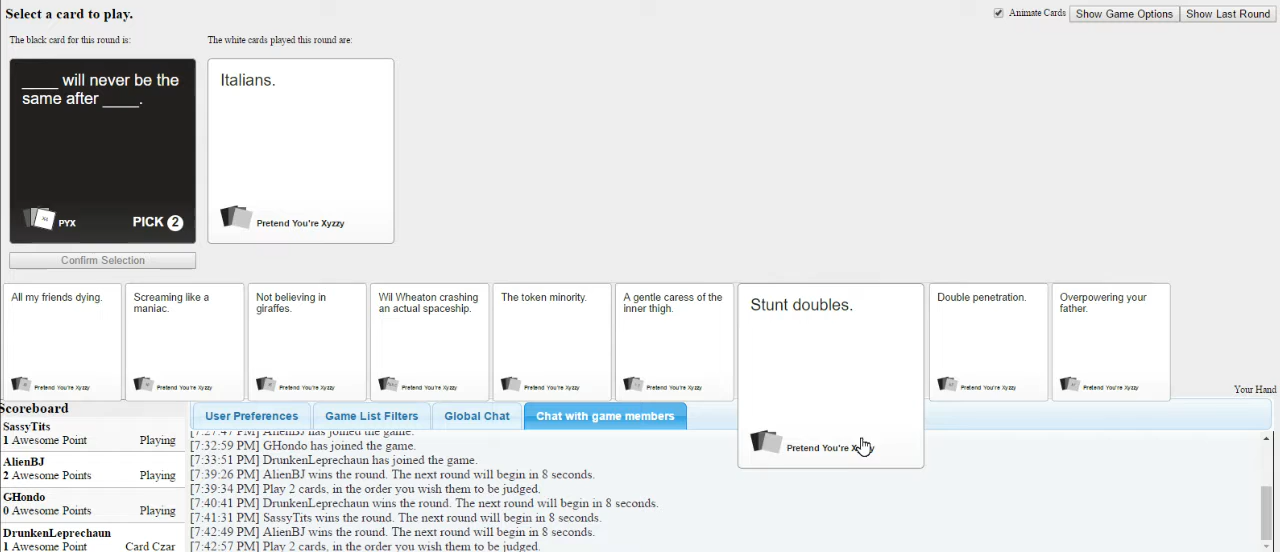 Select a card to play.
Animate Cards
Show Game Options
Show Last Round
The black card for this round is:
The white cards played this round are:
____ will never be the
same after ____.
PYX
PICK 2
Italians.
Pretend You're Xyzzy
Confirm Selection
All my friends dying.
Pretend You're Xyzzy
Screaming like a
maniac.
Pretend You're Xyzzy
Not believing in
giraffes.
Pretend You're Xyzzy
Wil Wheaton crashing
an actual spaceship.
Pretend You're Xyzzy
The token minority.
Pretend You're Xyzzy
A gentle caress of the
inner thigh.
Pretend You're Xyzzy
Stunt doubles.
Pretend You're Xyzzy
Double penetration.
Pretend You're Xyzzy
Overpowering your
father.
Pretend You're Xyzzy
Your Hand
Scoreboard
SassyTits
1 Awesome Point Playing
AlienBJ
2 Awesome Points Playing
GHondo
0 Awesome Points Playing
DrunkenLeprechaun
1 Awesome Point Card Czar
User Preferences
Game List Filters
Global Chat
Chat with game members
[7:27:47 PM] AlienBJ has joined the game.
[7:32:59 PM] GHondo has joined the game.
[7:33:51 PM] DrunkenLeprechaun has joined the game.
[7:39:26 PM] AlienBJ wins the round. The next round will begin in 8 seconds.
[7:39:34 PM] Play 2 cards, in the order you wish them to be judged.
[7:40:41 PM] DrunkenLeprechaun wins the round. The next round will begin in 8 seconds.
[7:41:31 PM] SassyTits wins the round. The next round will begin in 8 seconds.
[7:42:49 PM] AlienBJ wins the round. The next round will begin in 8 seconds.
[7:42:57 PM] Play 2 cards, in the order you wish them to be judged.